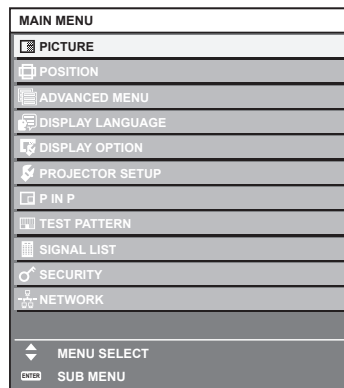 MAIN MENU
PICTURE
POSITION
ADVANCED MENU
DISPLAY LANGUAGE
DISPLAY OPTION
PROJECTOR SETUP
P IN P
TEST PATTERN
SIGNAL LIST
SECURITY
NETWORK
MENU SELECT
ENTER SUB MENU